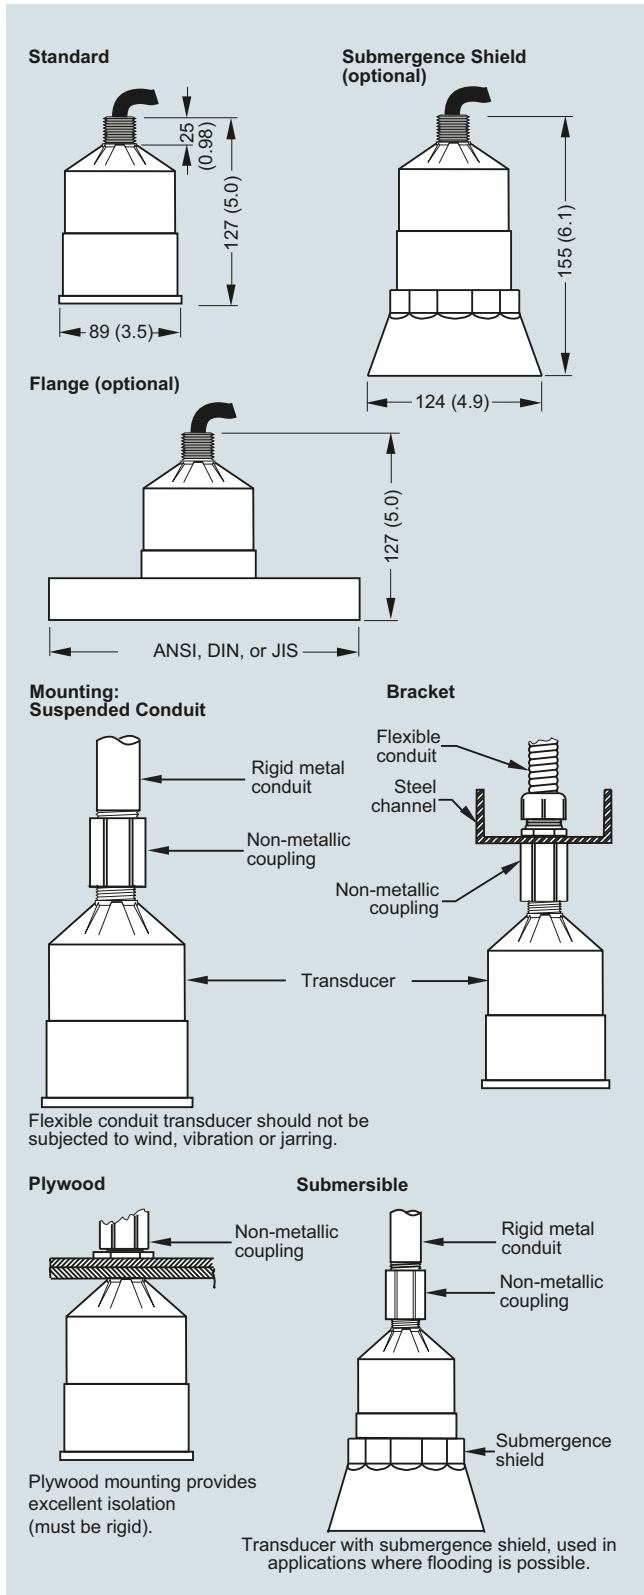 Standard
25
(0.98)
127 (5.0)
89 (3.5)
Submergence Shield
(optional)
155 (6.1)
124 (4.9)
Flange (optional)
127 (5.0)
ANSI, DIN, or JIS
Mounting:
Suspended Conduit
Rigid metal
conduit
Non-metallic
coupling
Bracket
Flexible
conduit
Steel
channel
Non-metallic
coupling
Transducer
Flexible conduit transducer should not be
subjected to wind, vibration or jarring.
Plywood
Non-metallic
coupling
Plywood mounting provides
excellent isolation
(must be rigid).
Submersible
Rigid metal
conduit
Non-metallic
coupling
Submergence
shield
Transducer with submergence shield, used in
applications where flooding is possible.